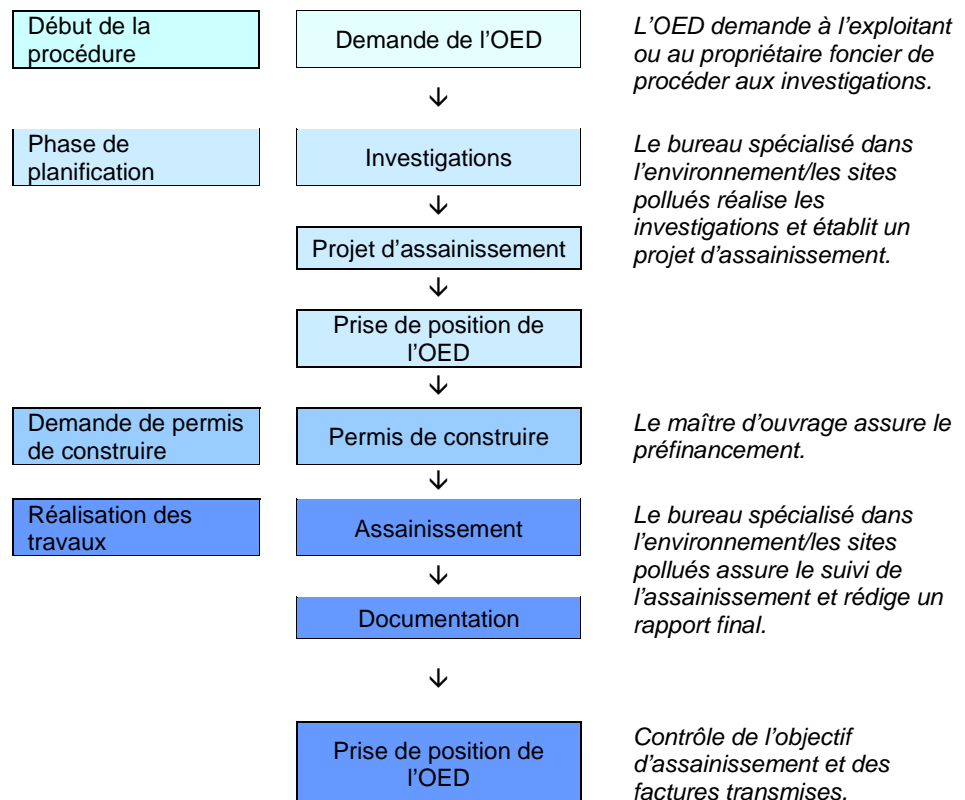 Début de la
procédure
Demande de l’OED
L’OED demande à l’exploitant
ou au propriétaire foncier de
procéder aux investigations.
Phase de
planification
Investigations
Le bureau spécialisé dans
l’environnement/les sites
pollués réalise les
investigations et établit un
projet d’assainissement.
Projet d’assainissement
Prise de position de
l’OED
Demande de permis
de construire
Permis de construire
Le maître d’ouvrage assure le
préfinancement.
Réalisation des
travaux
Assainissement
Le bureau spécialisé dans
l’environnement/les sites
pollués assure le suivi de
l’assainissement et rédige un
rapport final.
Documentation
Prise de position de
l’OED
Contrôle de l’objectif
d’assainissement et des
factures transmises.